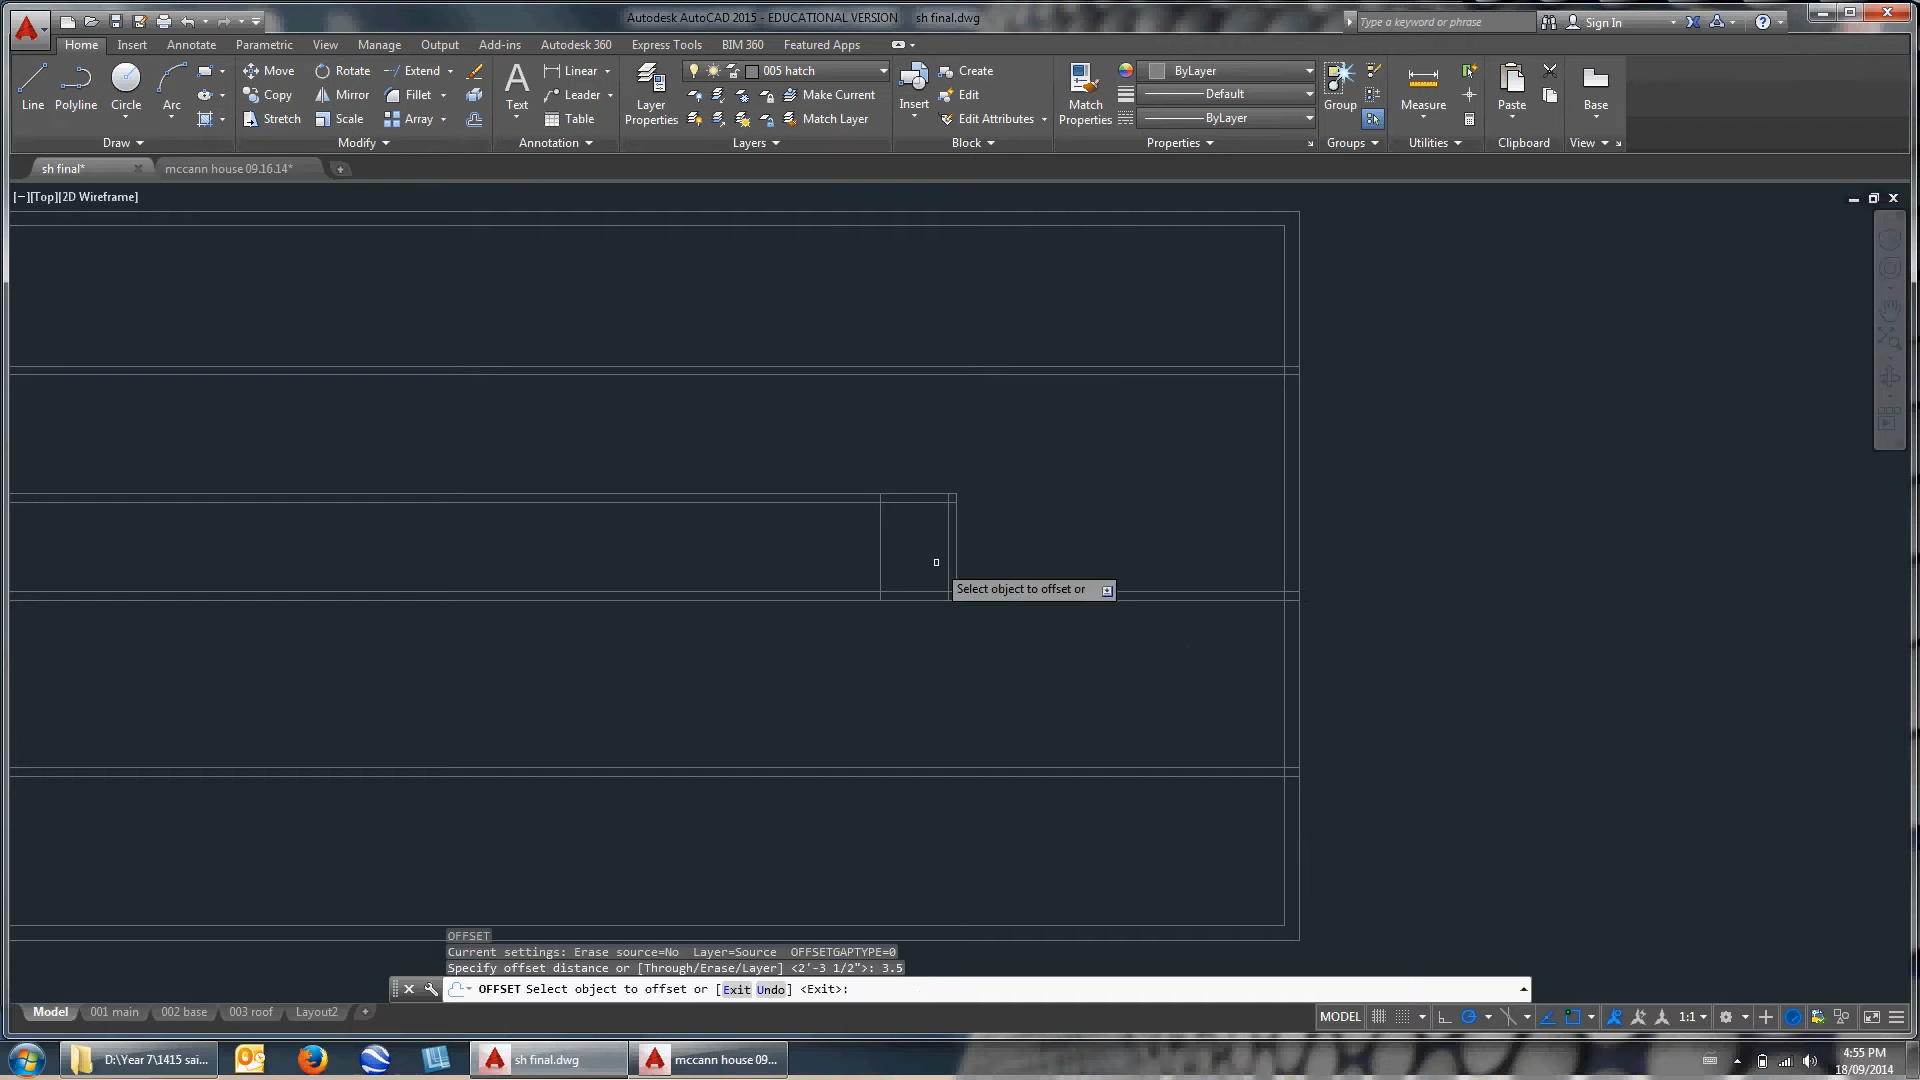 Autodesk AutoCAD 2015 - EDUCATIONAL VERSION sh final.dwg
Type a keyword or phrase
Sign In
Home Insert Annotate Parametric View Manage Output Add-ins Autodesk 360 Express Tools BIM 360 Featured Apps
Move Rotate Extend Linear 005 hatch Create ByLayer
Line Polyline Circle Arc Copy Mirror Fillet Text Leader Layer Properties Make Current Insert Edit Match Properties Default Group Measure Paste Base
Stretch Scale Array Table Match Layer Edit Attributes ByLayer
Draw Modify Annotation Layers Block Properties Groups Utilities Clipboard View
sh final* mccann house 09.16.14*
[−][Top][2D Wireframe]
Select object to offset or
OFFSET
Current settings: Erase source=No Layer=Source OFFSETGAPTYPE=0
Specify offset distance or [Through/Erase/Layer] <2'-3 1/2">: 3.5
OFFSET Select object to offset or [Exit Undo] <Exit>:
Model 001 main 002 base 003 roof Layout2
MODEL 1:1
D:\Year 7\1415 sai... sh final.dwg mccann house 09...
4:55 PM
18/09/2014